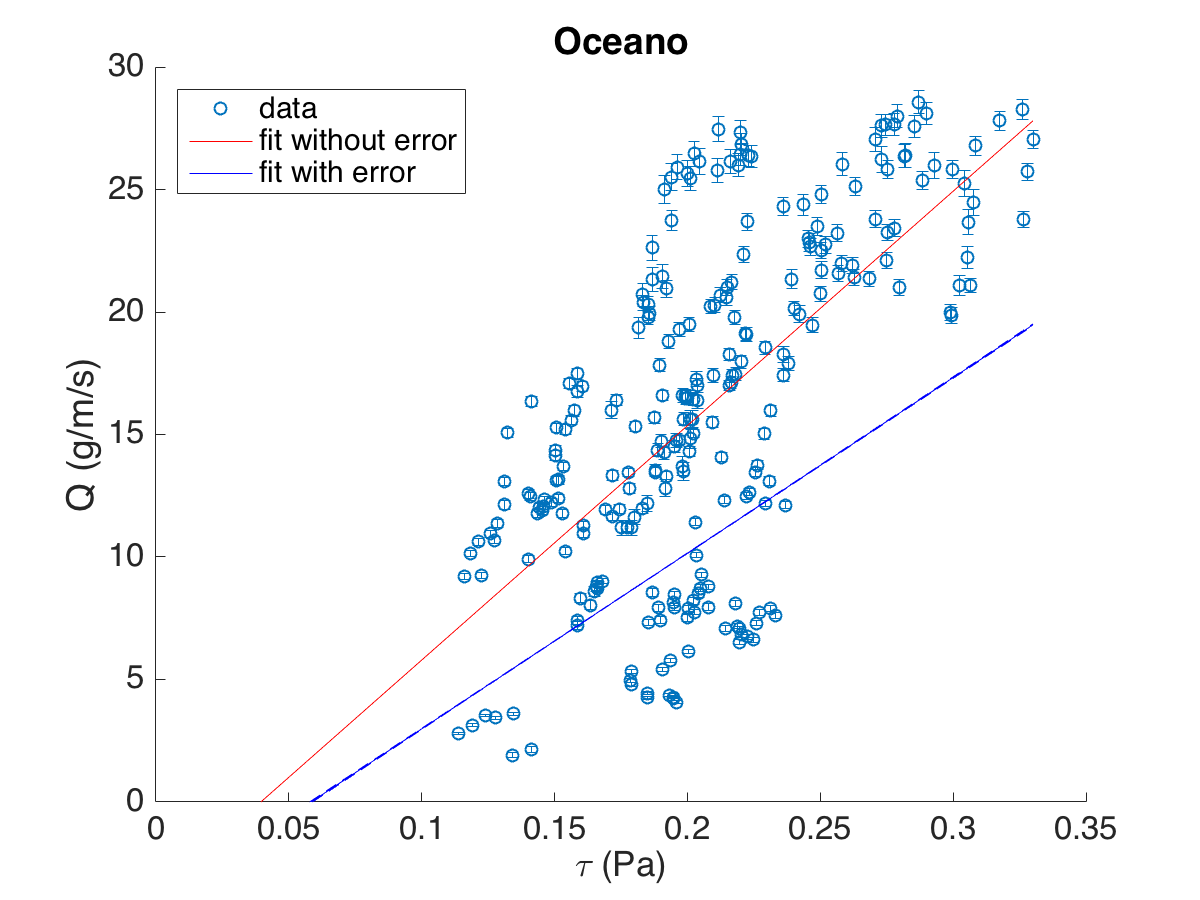 Oceano
data
fit without error
fit with error
Q (g/m/s)
30
25
20
15
10
5
0
0 0.05 0.1 0.15 0.2 0.25 0.3 0.35
τ (Pa)